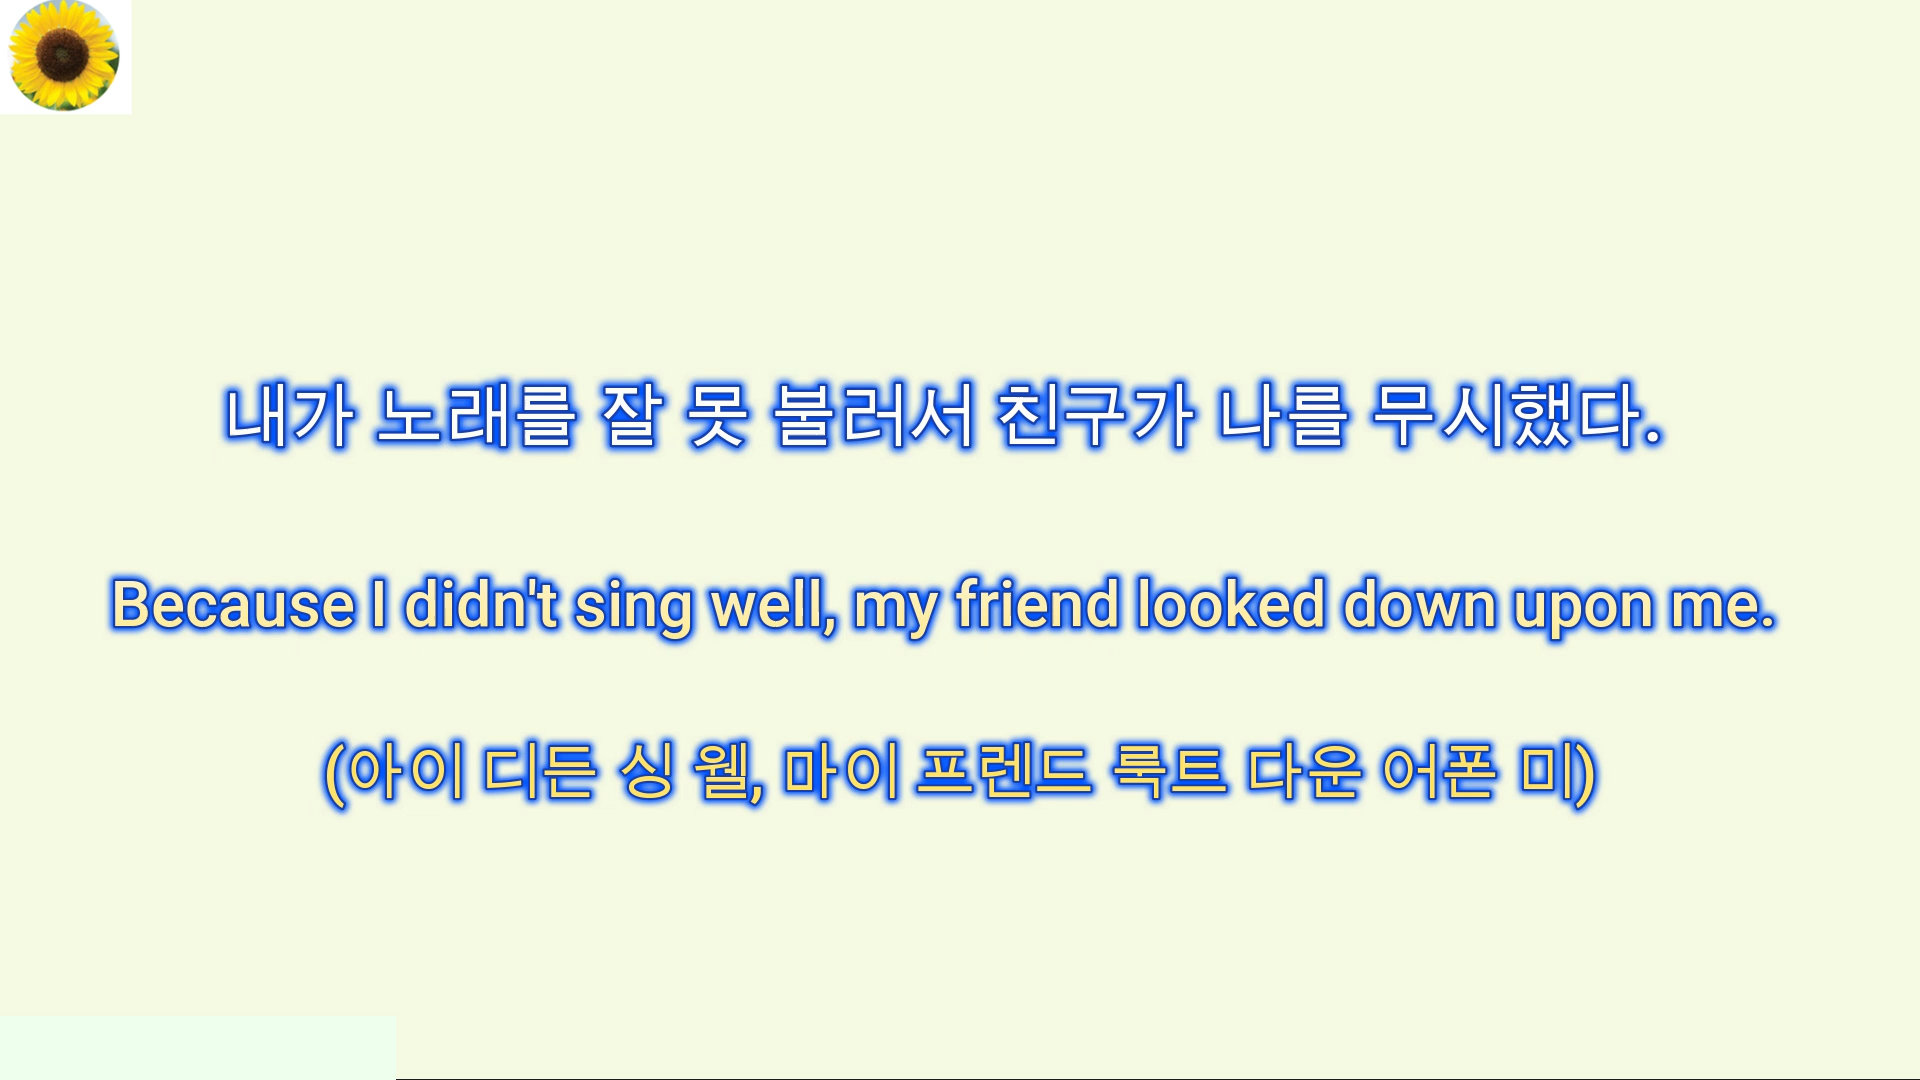 내가 노래를 잘 못 불러서 친구가 나를 무시했다.
Because I didn't sing well, my friend looked down upon me.
(아이 디든 싱 웰, 마이 프렌드 룩트 다운 어폰 미)